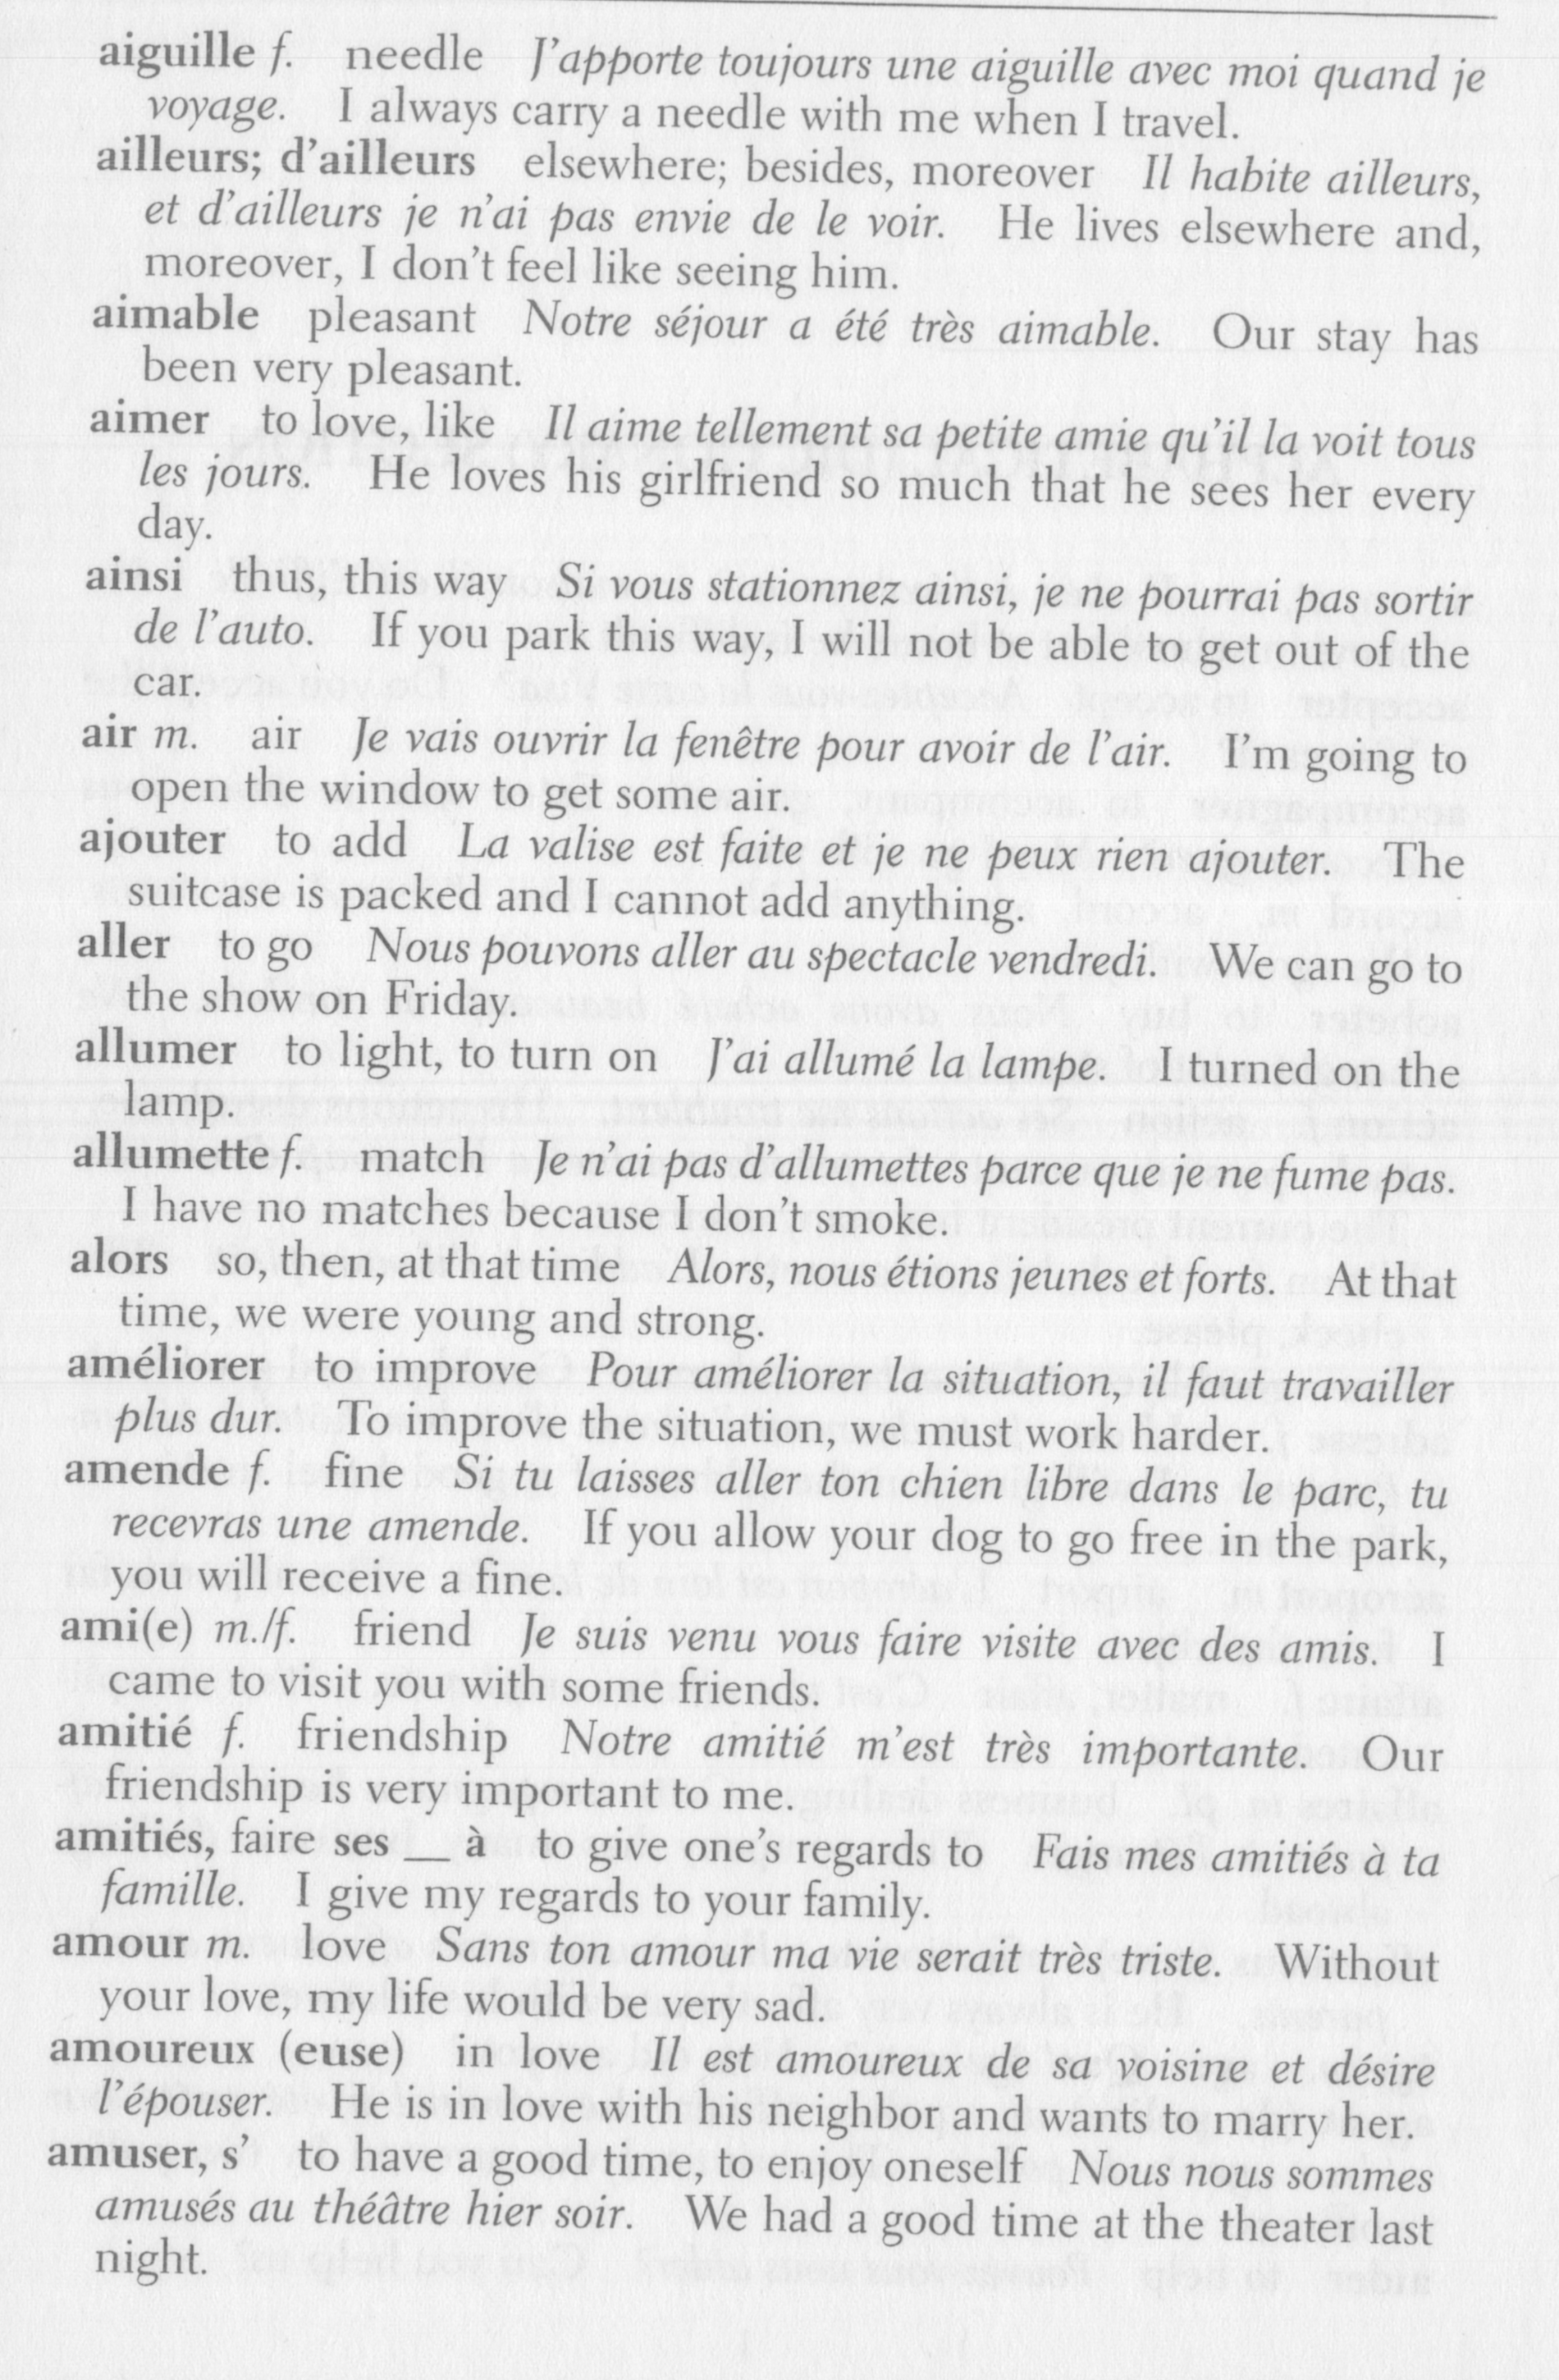 aiguille f. needle J'apporte toujours une aiguille avec moi quand je
voyage. I always carry a needle with me when I travel.
ailleurs; d'ailleurs elsewhere; besides, moreover Il habite ailleurs,
et d'ailleurs je n'ai pas envie de le voir. He lives elsewhere and,
moreover, I don't feel like seeing him.
aimable pleasant Notre séjour a été très aimable. Our stay has
been very pleasant.
aimer to love, like Il aime tellement sa petite amie qu'il la voit tous
les jours. He loves his girlfriend so much that he sees her every
day.
ainsi thus, this way Si vous stationnez ainsi, je ne pourrai pas sortir
de l'auto. If you park this way, I will not be able to get out of the
car.
air m. air Je vais ouvrir la fenêtre pour avoir de l'air. I'm going to
open the window to get some air.
ajouter to add La valise est faite et je ne peux rien ajouter. The
suitcase is packed and I cannot add anything.
aller to go Nous pouvons aller au spectacle vendredi. We can go to
the show on Friday.
allumer to light, to turn on J'ai allumé la lampe. I turned on the
lamp.
allumette f. match Je n'ai pas d'allumettes parce que je ne fume pas.
I have no matches because I don't smoke.
alors so, then, at that time Alors, nous étions jeunes et forts. At that
time, we were young and strong.
améliorer to improve Pour améliorer la situation, il faut travailler
plus dur. To improve the situation, we must work harder.
amende f. fine Si tu laisses aller ton chien libre dans le parc, tu
recevras une amende. If you allow your dog to go free in the park,
you will receive a fine.
ami(e) m./f. friend Je suis venu vous faire visite avec des amis. I
came to visit you with some friends.
amitié f. friendship Notre amitié m'est très importante. Our
friendship is very important to me.
amitiés, faire ses __ à to give one's regards to Fais mes amitiés à ta
famille. I give my regards to your family.
amour m. love Sans ton amour ma vie serait très triste. Without
your love, my life would be very sad.
amoureux (euse) in love Il est amoureux de sa voisine et désire
l'épouser. He is in love with his neighbor and wants to marry her.
amuser, s' to have a good time, to enjoy oneself Nous nous sommes
amusés au théâtre hier soir. We had a good time at the theater last
night.